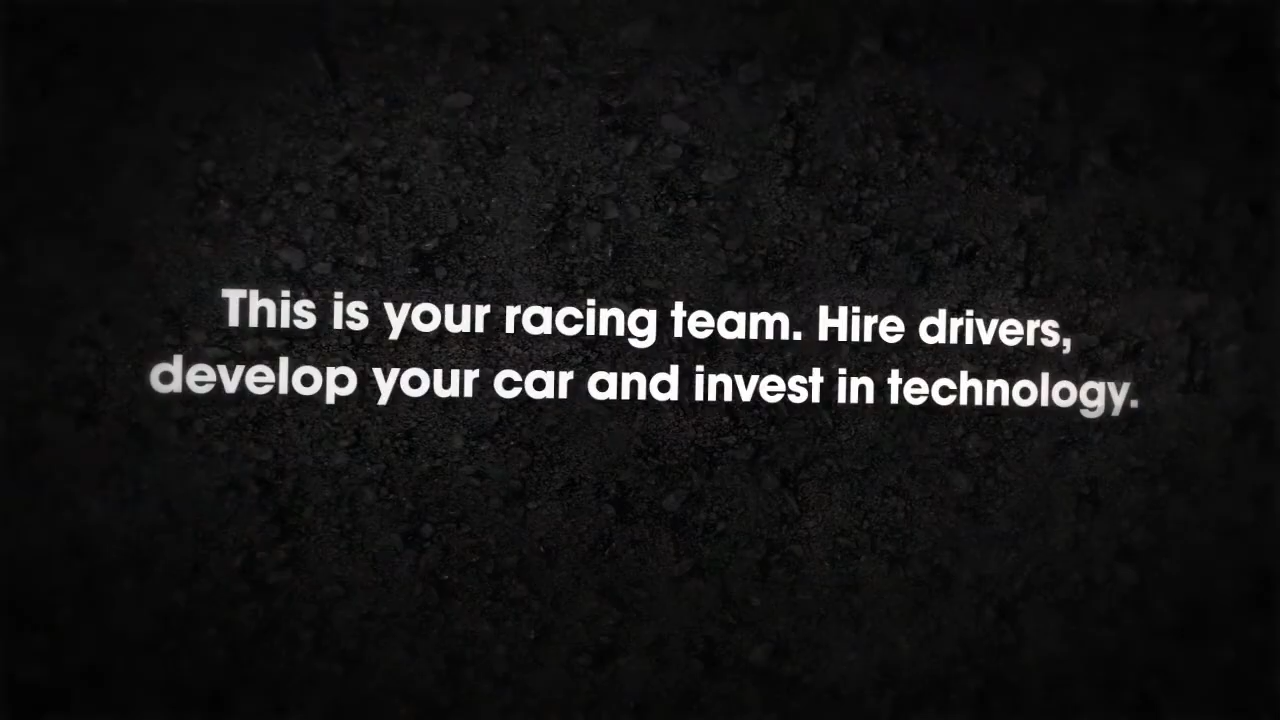 This is your racing team. Hire drivers,
develop your car and invest in technology.